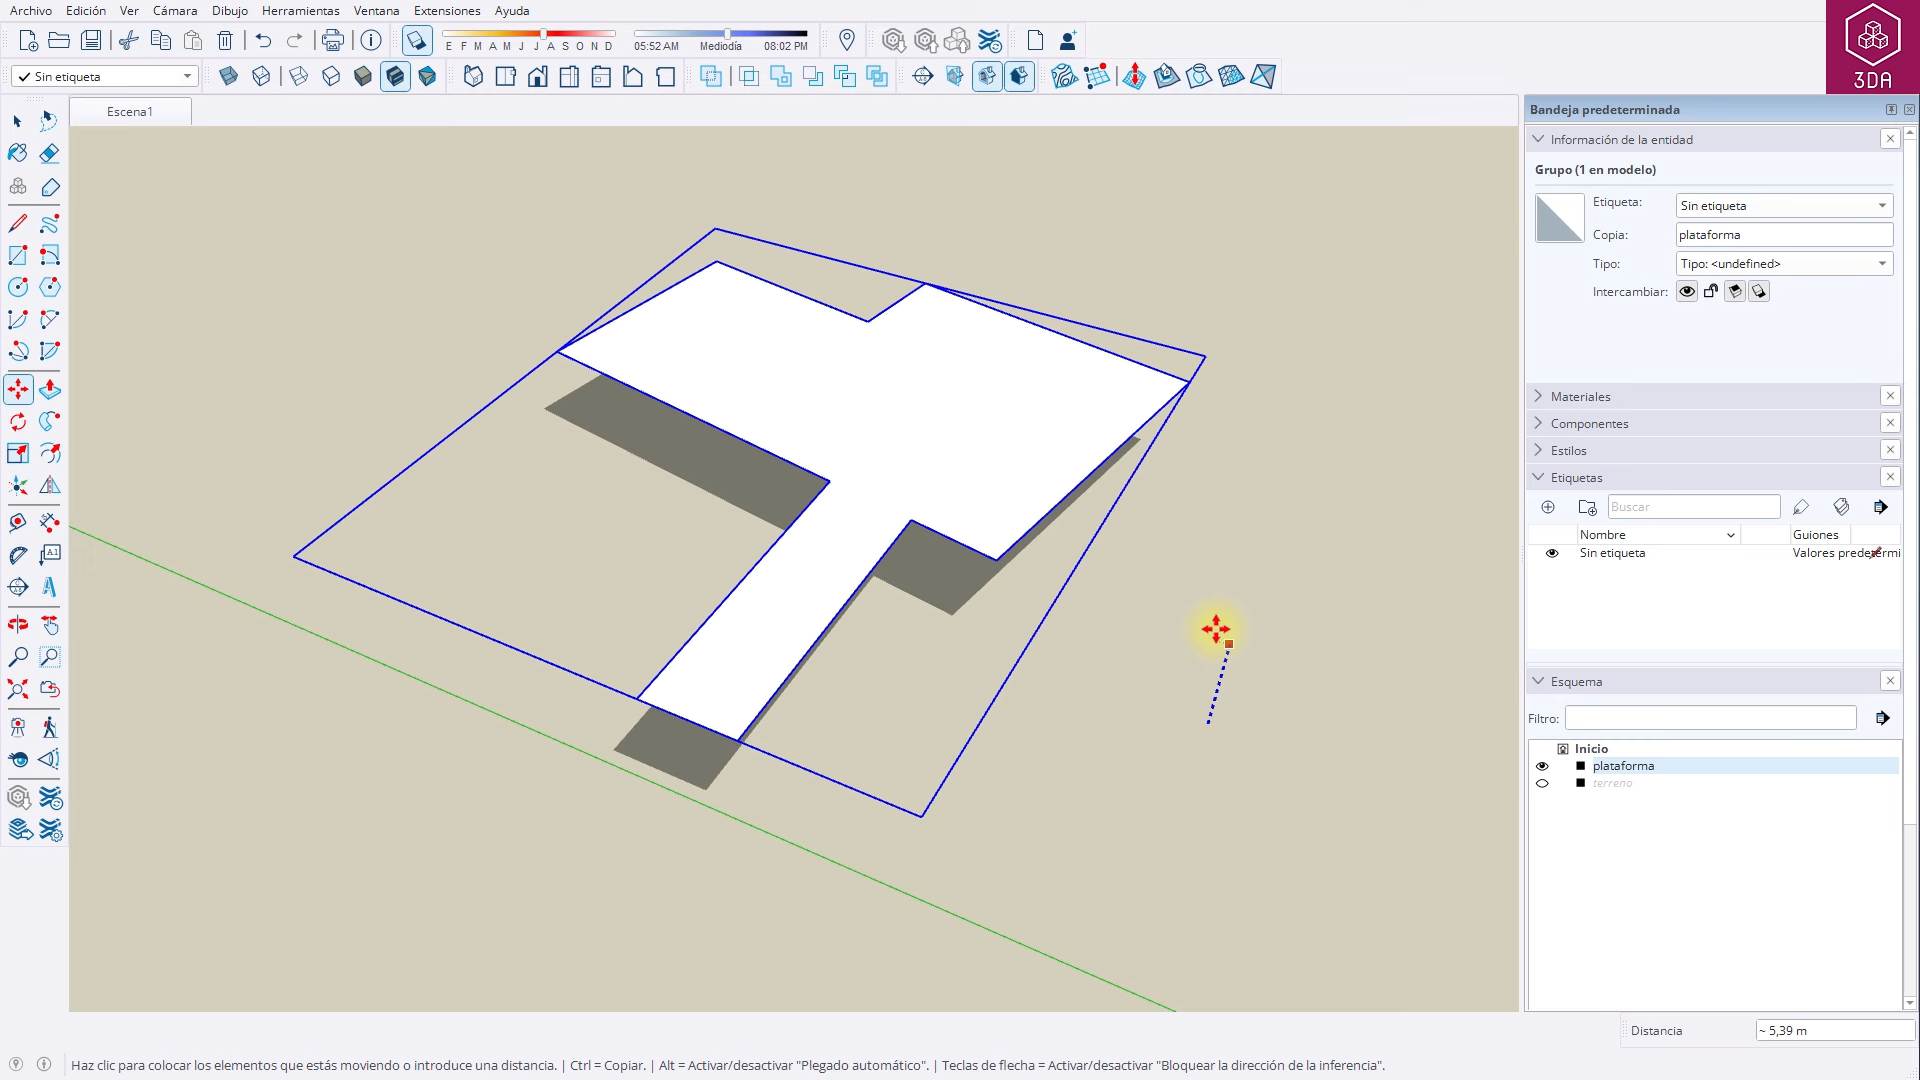 Archivo Edición Ver Cámara Dibujo Herramientas Ventana Extensiones Ayuda
E F M A M J J A S O N D 05:52 AM Mediodía 08:02 PM
3DA
Sin etiqueta
Escena1
Bandeja predeterminada
Información de la entidad
Grupo (1 en modelo)
Etiqueta: Sin etiqueta
Copia: plataforma
Tipo: Tipo: <undefined>
Intercambiar:
Materiales
Componentes
Estilos
Etiquetas
Buscar
Nombre Guiones
Sin etiqueta Valores predetermi
Esquema
Filtro:
Inicio
plataforma
terreno
A1
Distancia ~ 5,39 m
Haz clic para colocar los elementos que estás moviendo o introduce una distancia. | Ctrl = Copiar. | Alt = Activar/desactivar "Plegado automático". | Teclas de flecha = Activar/desactivar "Bloquear la dirección de la inferencia".